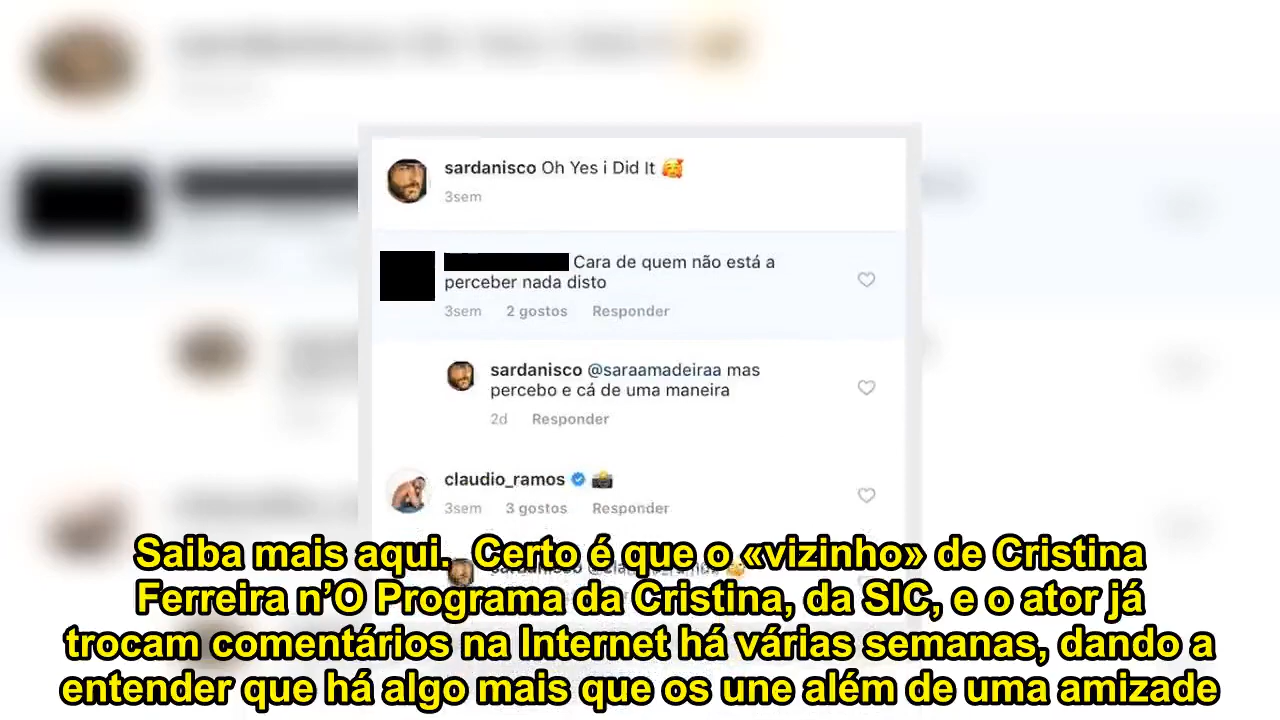 sardanisco Oh Yes i Did It 🥰
3sem
Cara de quem não está a
perceber nada disto
3sem 2 gostos Responder
sardanisco @saraamadeiraa mas
percebo e cá de uma maneira
2d Responder
claudio_ramos 📸
3sem 3 gostos Responder
sardanisco
Saiba mais aqui. Certo é que o «vizinho» de Cristina
Ferreira n’O Programa da Cristina, da SIC, e o ator já
trocam comentários na Internet há várias semanas, dando a
entender que há algo mais que os une além de uma amizade